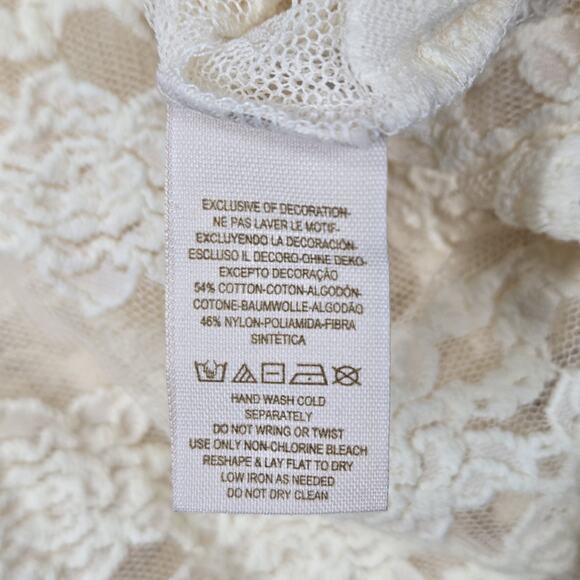 EXCLUSIVE OF DECORATION-
NE PAS LAVER LE MOTIF-
EXCLUYENDO LA DECORACIÓN-
ESCLUSO IL DECORO-OHNE DEKO-
EXCEPTO DECORAÇÃO
54% COTTON-COTON-ALGODÓN-
COTONE-BAUMWOLLE-ALGODÃO
46% NYLON-POLIAMIDA-FIBRA
SINTÉTICA
HAND WASH COLD
SEPARATELY
DO NOT WRING OR TWIST
USE ONLY NON-CHLORINE BLEACH
RESHAPE & LAY FLAT TO DRY
LOW IRON AS NEEDED
DO NOT DRY CLEAN